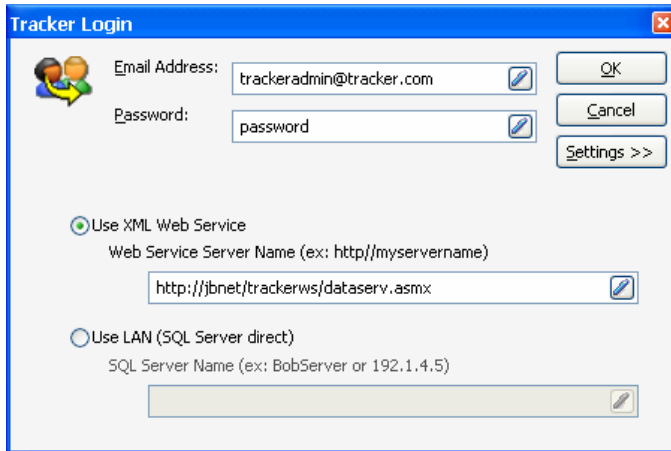 Tracker Login
Email Address:
trackeradmin@tracker.com
OK
Password:
password
Cancel
Settings >>
Use XML Web Service
Web Service Server Name (ex: http//myservername)
http://jbnet/trackerws/dataserv.asmx
Use LAN (SQL Server direct)
SQL Server Name (ex: BobServer or 192.1.4.5)